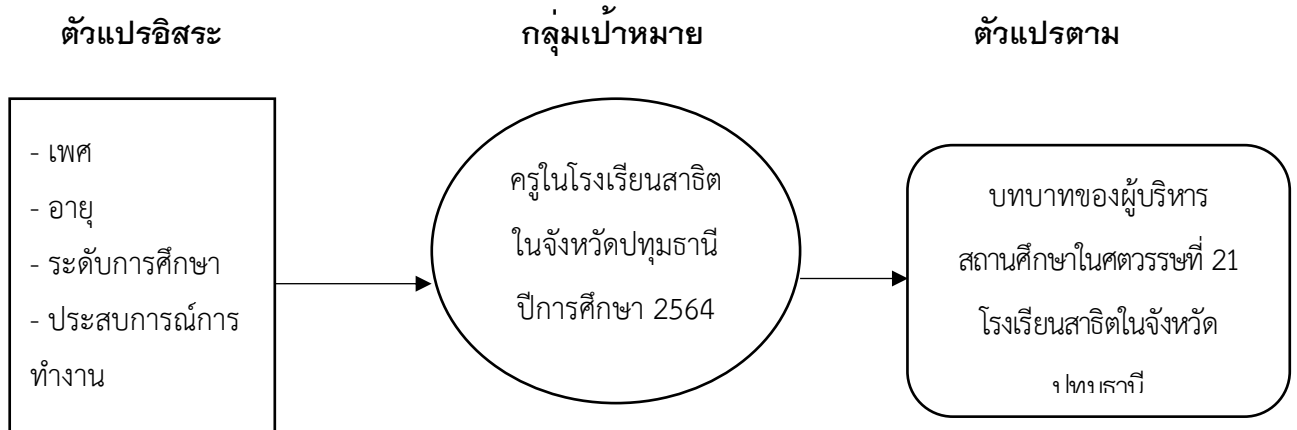 ตัวแปรอิสระ
กลุ่มเป้าหมาย
ตัวแปรตาม
- เพศ
- อายุ
- ระดับการศึกษา
- ประสบการณ์การ
ทำงาน
ครูในโรงเรียนสาธิต
ในจังหวัดปทุมธานี
ปีการศึกษา 2564
บทบาทของผู้บริหาร
สถานศึกษาในศตวรรษที่ 21
โรงเรียนสาธิตในจังหวัด
ปทุมธานี